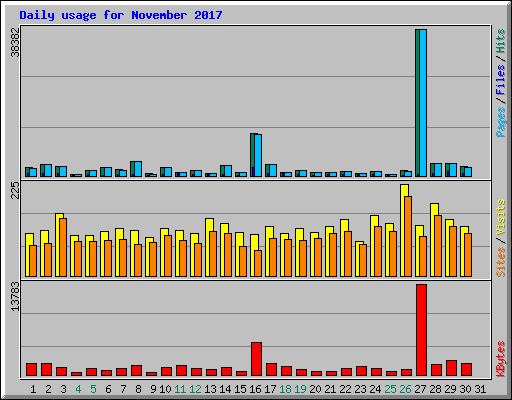 Daily usage for November 2017
38382
Pages / Files / Hits
225
Sites / Visits
13783
KBytes
1 2 3 4 5 6 7 8 9 10 11 12 13 14 15 16 17 18 19 20 21 22 23 24 25 26 27 28 29 30 31